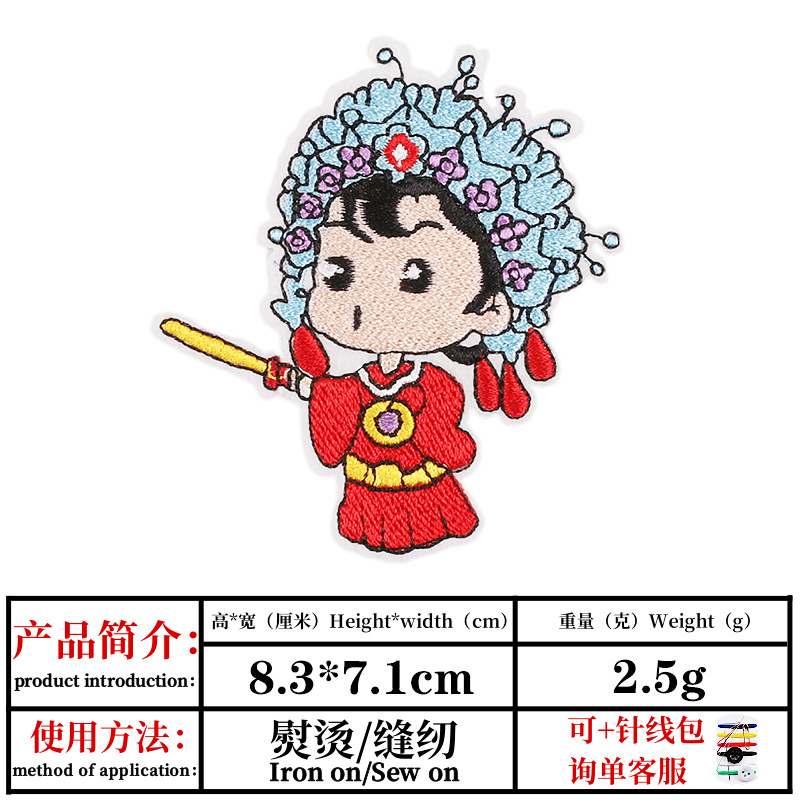 产品简介：
product introduction：
高*宽（厘米）Height*width（cm）
重量（克）Weight（g）
8.3*7.1cm
2.5g
使用方法：
method of application：
熨烫/缝纫
Iron on/Sew on
可+针线包
询单客服